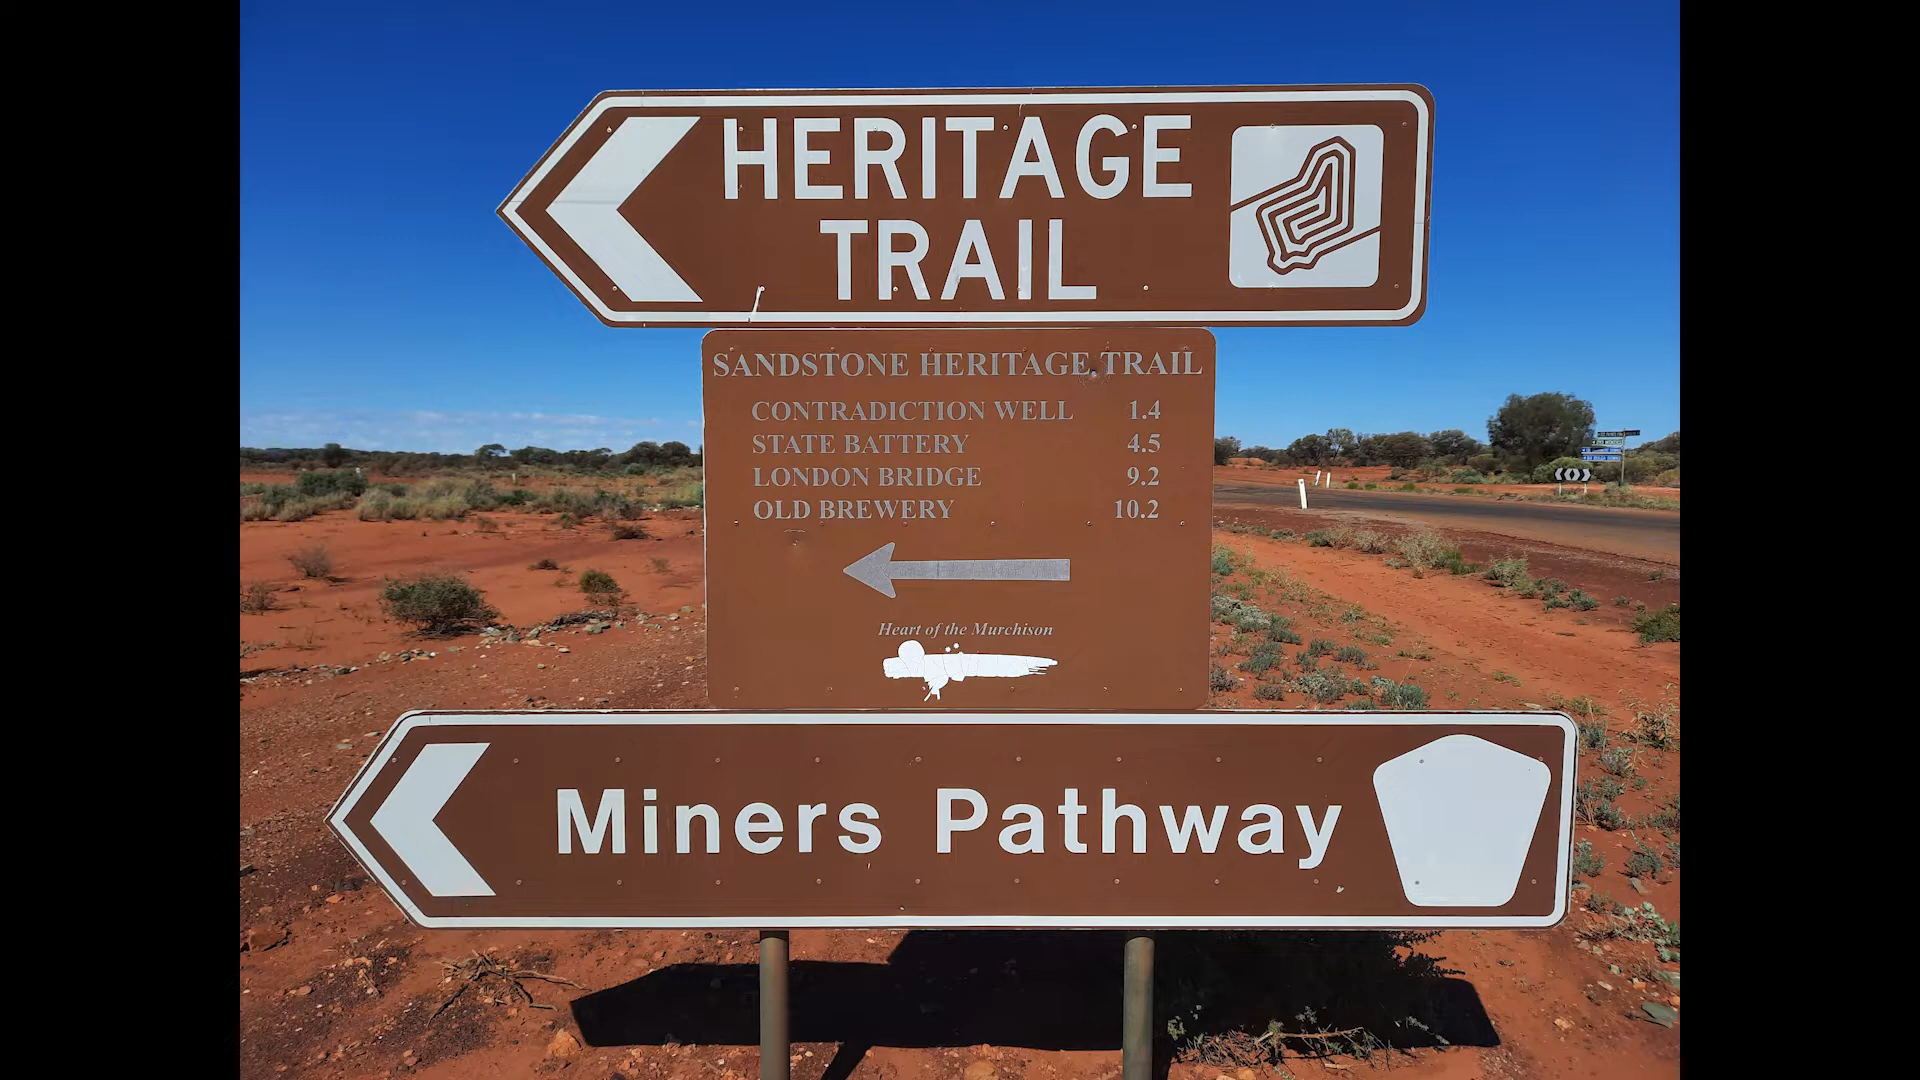 HERITAGE
TRAIL
SANDSTONE HERITAGE TRAIL
CONTRADICTION WELL 1.4
STATE BATTERY 4.5
LONDON BRIDGE 9.2
OLD BREWERY 10.2
Heart of the Murchison
Miners Pathway